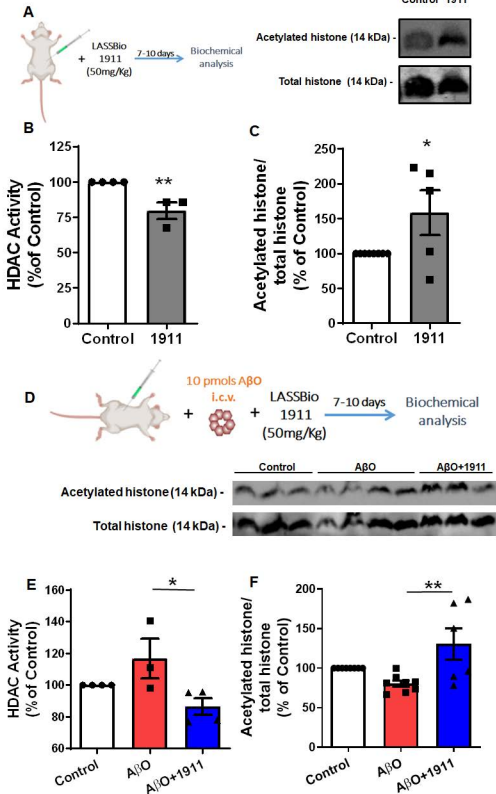 A
+
LASSBio
1911
(50mg/Kg)
7-10 days
Biochemical
analysis
Control 1911
Acetylated histone (14 kDa) -
Total histone (14 kDa) -
B
HDAC Activity
(%of Control)
125
100
75
50
25
0
**
Control
1911
C
Acetylated histone/
total histone
(% of Control)
250
200
150
100
50
0
*
Control
1911
D
+
10 pmols AβO
i.c.v.
+
LASSBio
1911
(50mg/Kg)
7-10 days
Biochemical
analysis
Control AβO AβO+1911
Acetylated histone (14 kDa) -
Total histone (14 kDa) -
E
HDAC Activity
(% of Control)
160
140
120
100
80
60
*
Control
AβO
AβO+1911
F
Acetylated histone/
total histone
(% of Control)
200
150
100
50
0
**
Control
AβO
AβO+1911